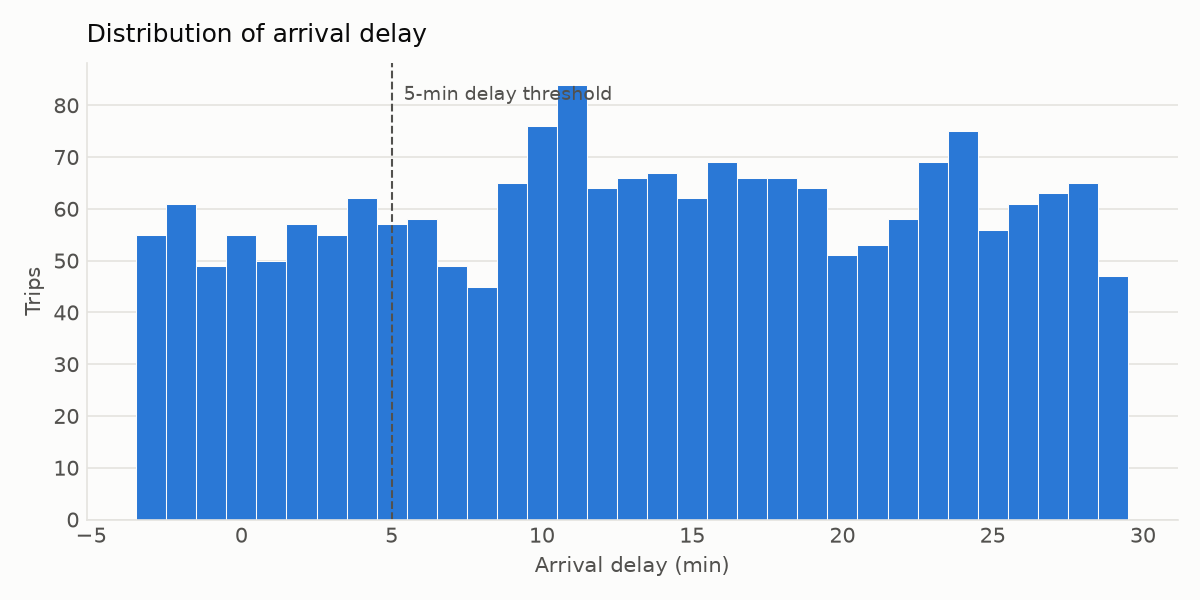 Distribution of arrival delay
5-min delay threshold
80
70
60
50
40
30
20
10
0
Trips
−5 0 5 10 15 20 25 30
Arrival delay (min)